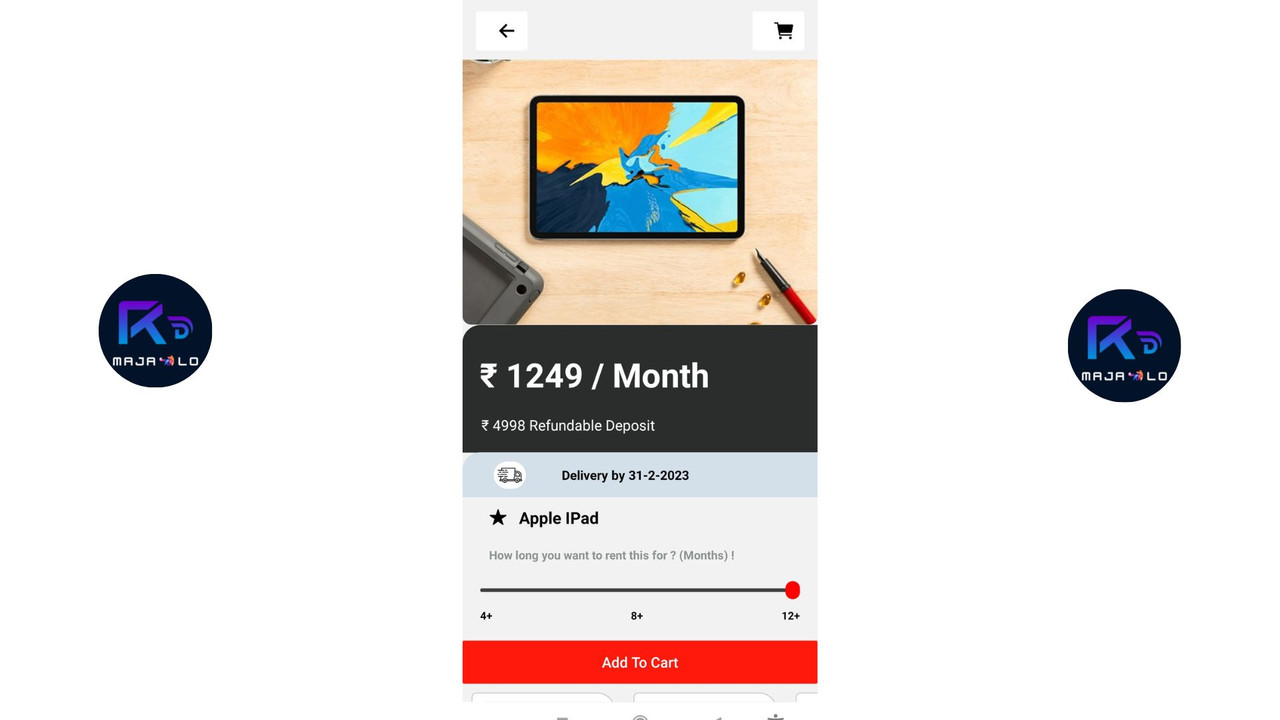 ₹ 1249 / Month
₹ 4998 Refundable Deposit
Delivery by 31-2-2023
Apple IPad
How long you want to rent this for ? (Months) !
4+ 8+ 12+
Add To Cart
RD
MAJA LO
RD
MAJA LO